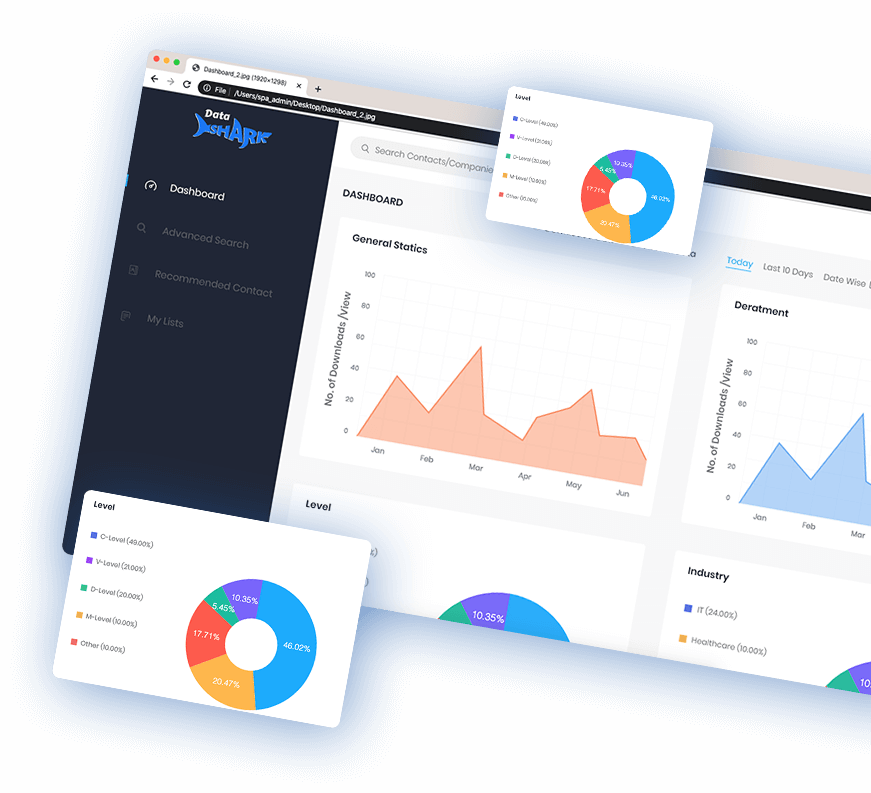 Dashboard_2.jpg (1920×1298)
File
/Users/spa_admin/Desktop/Dashboard_2.jpg
Data
SHARK
Dashboard
Advanced Search
Recommended Contact
My Lists
Search Contacts/Companie
DASHBOARD
Today
Last 10 Days
Date Wise
General Statics
No. of Downloads /View
100
80
60
40
20
0
Jan
Feb
Mar
Apr
May
Jun
Deratment
No. of Downloads /View
100
80
60
40
20
0
Jan
Feb
Mar
Level
C-Level (49.00%)
V-Level (21.00%)
D-Level (20.00%)
M-Level (10.00%)
Other (10.00%)
10.35%
5.45%
46.02%
17.71%
20.47%
Level
10.35%
Industry
IT (24.00%)
Healthcare (10.00%)
10.
Level
C-Level (49.00%)
V-Level (21.00%)
D-Level (20.00%)
M-Level (10.00%)
Other (10.00%)
10.35%
5.45%
46.02%
17.71%
20.47%